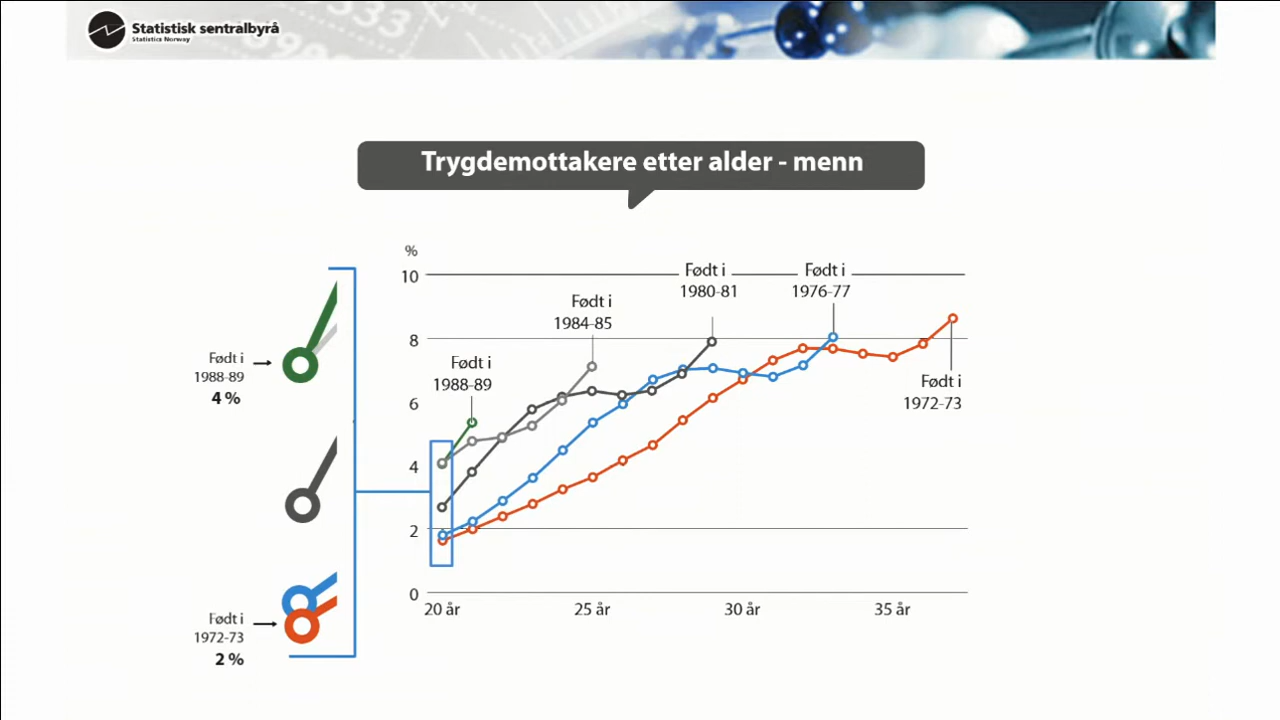 Statistisk sentralbyrå
Statistics Norway
Trygdemottakere etter alder - menn
%
10
8
6
4
2
0
20 år
25 år
30 år
35 år
Født i
1988-89
Født i
1984-85
Født i
1980-81
Født i
1976-77
Født i
1972-73
Født i
1988-89
4 %
Født i
1972-73
2 %